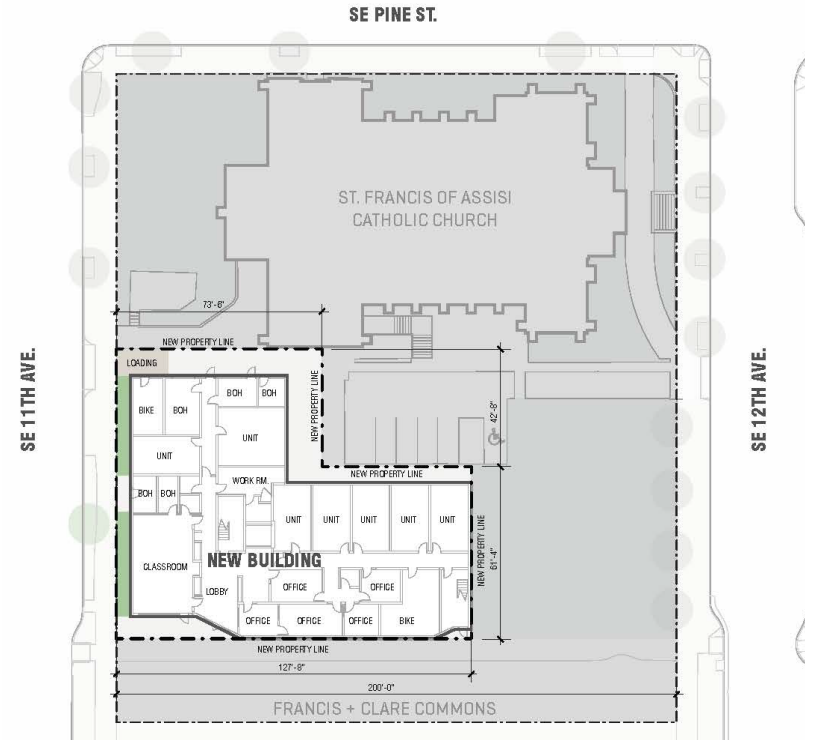 SE PINE ST.
ST. FRANCIS OF ASSISI
CATHOLIC CHURCH
73'-6"
NEW PROPERTY LINE
LOADING
SE 11TH AVE.
SE 12TH AVE.
NEW PROPERTY LINE
42'-8"
BIKE
BOH
BOH
BOH
UNIT
UNIT
NEW PROPERTY LINE
WORK RM.
BOH
BOH
UNIT
UNIT
UNIT
UNIT
UNIT
NEW PROPERTY LINE
61'-4"
CLASSROOM
NEW BUILDING
LOBBY
OFFICE
OFFICE
OFFICE
OFFICE
OFFICE
BIKE
NEW PROPERTY LINE
127'-8"
200'-0"
FRANCIS + CLARE COMMONS